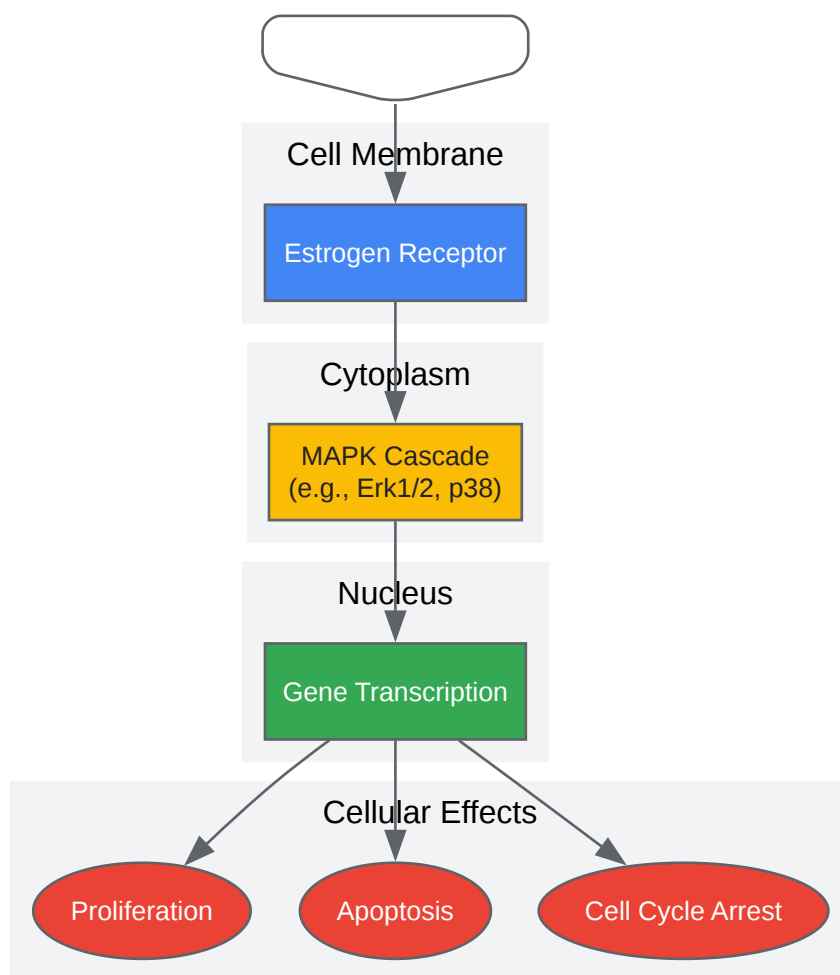 Cell Membrane
Estrogen Receptor
Cytoplasm
MAPK Cascade
(e.g., Erk1/2, p38)
Nucleus
Gene Transcription
Cellular Effects
Proliferation
Apoptosis
Cell Cycle Arrest